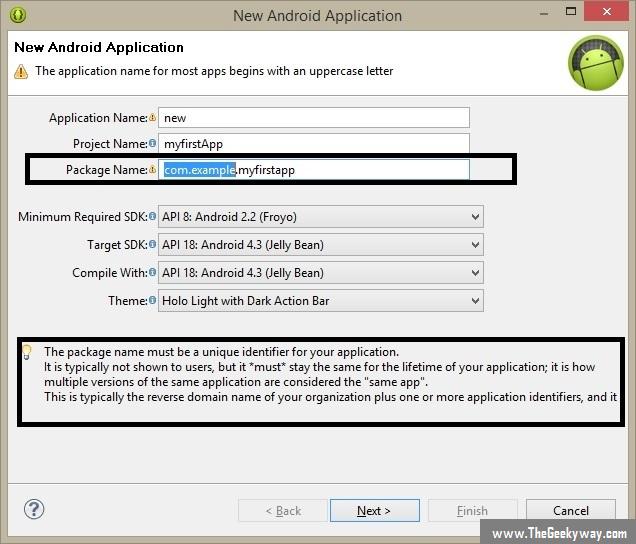 New Android Application
New Android Application
The application name for most apps begins with an uppercase letter
Application Name: new
Project Name: myfirstApp
Package Name: com.example.myfirstapp
Minimum Required SDK: API 8: Android 2.2 (Froyo)
Target SDK: API 18: Android 4.3 (Jelly Bean)
Compile With: API 18: Android 4.3 (Jelly Bean)
Theme: Holo Light with Dark Action Bar
The package name must be a unique identifier for your application.
It is typically not shown to users, but it *must* stay the same for the lifetime of your application; it is how
multiple versions of the same application are considered the "same app".
This is typically the reverse domain name of your organization plus one or more application identifiers, and it
< Back Next > Finish Cancel
www.TheGeekyway.com